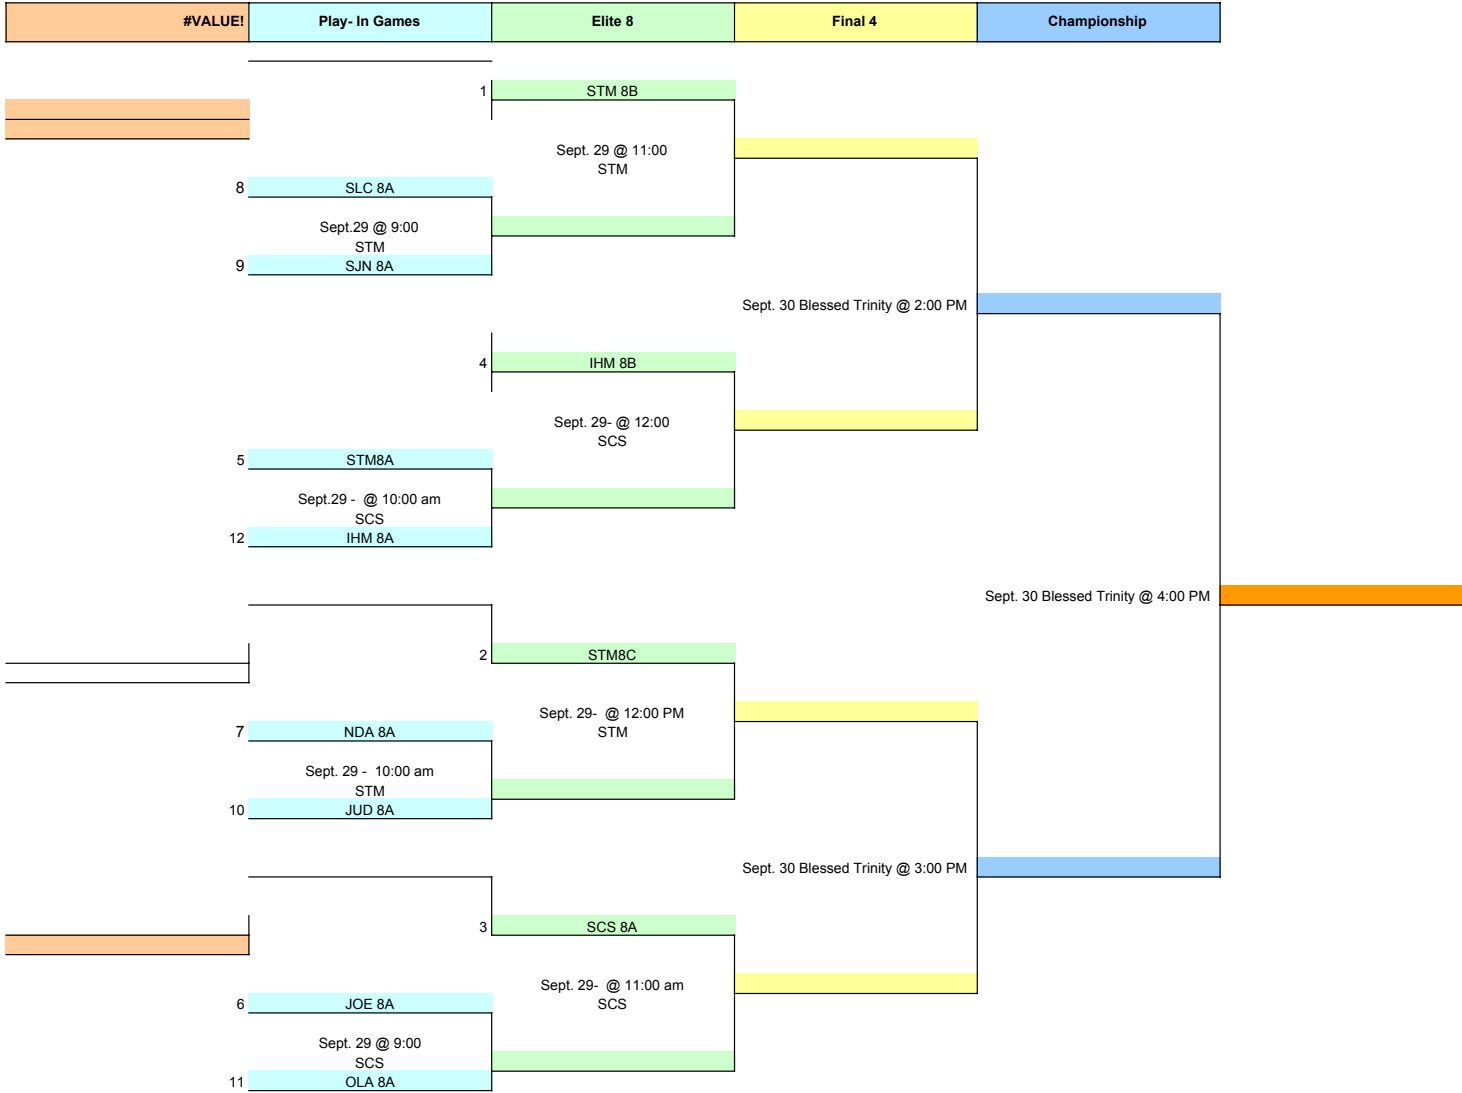 #VALUE!
Play- In Games
Elite 8
Final 4
Championship
1
STM 8B
Sept. 29 @ 11:00
STM
8
SLC 8A
Sept.29 @ 9:00
STM
9
SJN 8A
Sept. 30 Blessed Trinity @ 2:00 PM
4
IHM 8B
Sept. 29- @ 12:00
SCS
5
STM8A
Sept.29 -  @ 10:00 am
SCS
12
IHM 8A
Sept. 30 Blessed Trinity @ 4:00 PM
2
STM8C
Sept. 29-  @ 12:00 PM
STM
7
NDA 8A
Sept. 29 -  10:00 am
STM
10
JUD 8A
Sept. 30 Blessed Trinity @ 3:00 PM
3
SCS 8A
Sept. 29-  @ 11:00 am
SCS
6
JOE 8A
Sept. 29 @ 9:00
SCS
11
OLA 8A